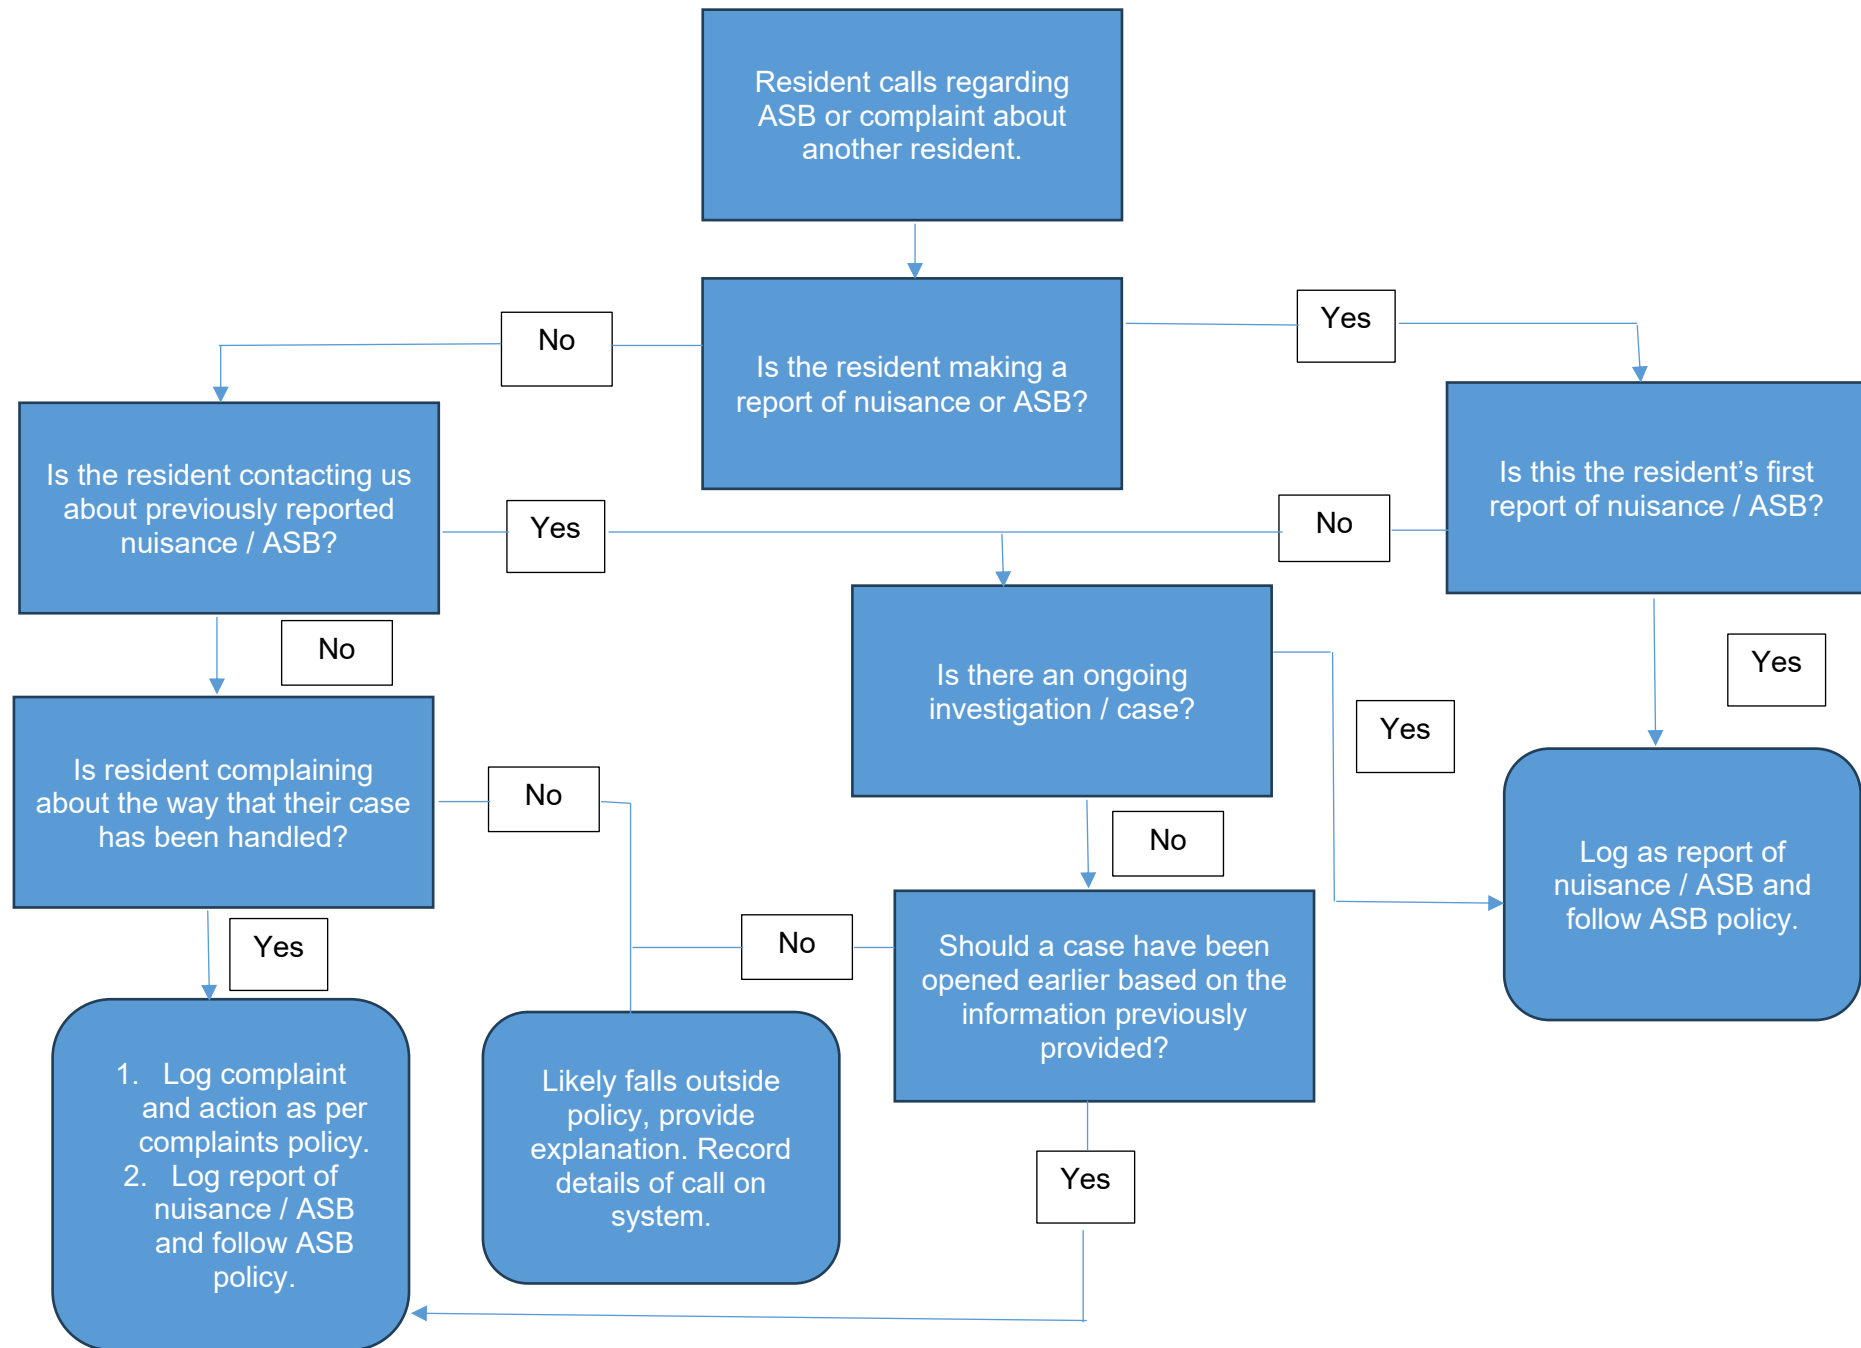 Resident calls regarding
ASB or complaint about
another resident.
No
Yes
Is the resident making a
report of nuisance or ASB?
Is the resident contacting us
about previously reported
nuisance / ASB?
Is this the resident’s first
report of nuisance / ASB?
Yes
No
No
Is there an ongoing
investigation / case?
Yes
Yes
Is resident complaining
about the way that their case
has been handled?
No
No
Log as report of
nuisance / ASB and
follow ASB policy.
Yes
No
Should a case have been
opened earlier based on the
information previously
provided?
1. Log complaint
and action as per
complaints policy.
2. Log report of
nuisance / ASB
and follow ASB
policy.
Likely falls outside
policy, provide
explanation. Record
details of call on
system.
Yes